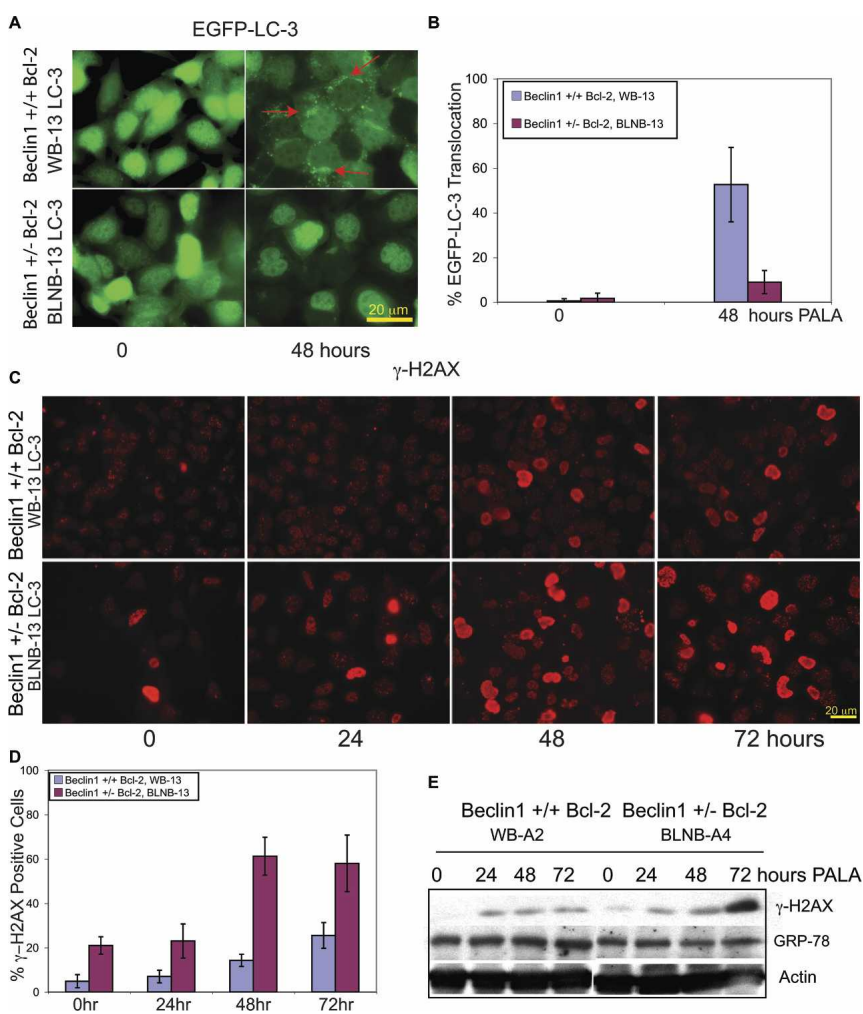 A
EGFP-LC-3
Beclin1 +/+ Bcl-2
WB-13 LC-3
Beclin1 +/- Bcl-2
BLNB-13 LC-3
20 µm
0
48 hours
B
% EGFP-LC-3 Translocation
100
80
60
40
20
0
Beclin1 +/+ Bcl-2, WB-13
Beclin1 +/- Bcl-2, BLNB-13
0
48 hours PALA
C
γ-H2AX
Beclin1 +/+ Bcl-2
WB-13 LC-3
Beclin1 +/- Bcl-2
BLNB-13 LC-3
20 µm
0
24
48
72 hours
D
% γ-H2AX Positive Cells
100
80
60
40
20
0
Beclin1 +/+ Bcl-2, WB-13
Beclin1 +/- Bcl-2, BLNB-13
0hr
24hr
48hr
72hr
E
Beclin1 +/+ Bcl-2 Beclin1 +/- Bcl-2
WB-A2 BLNB-A4
0 24 48 72 0 24 48 72 hours PALA
γ-H2AX
GRP-78
Actin